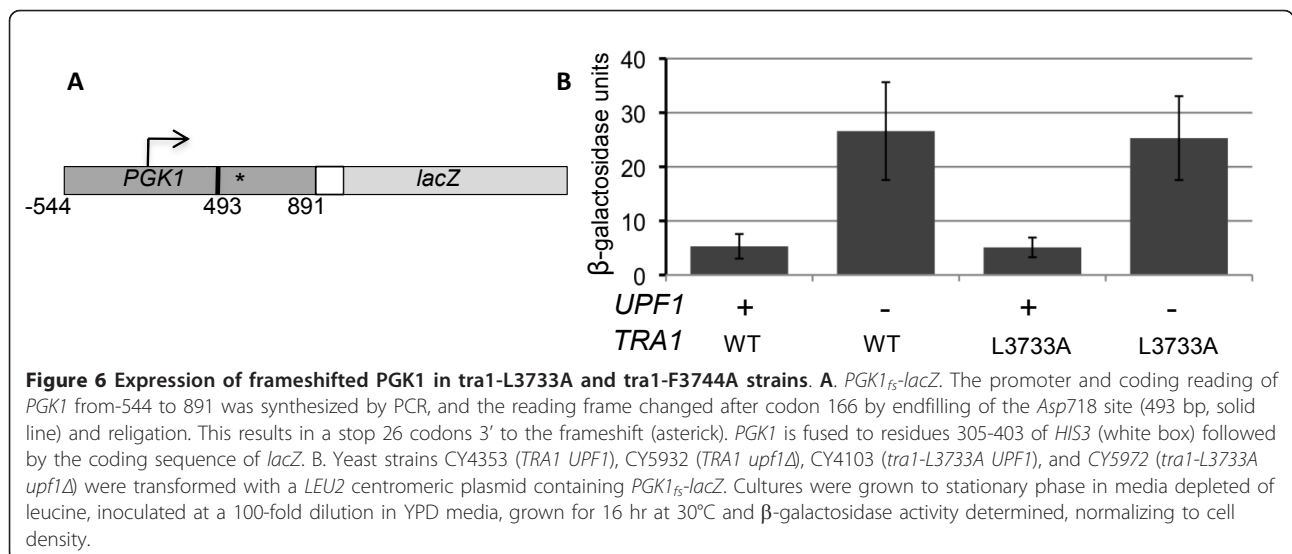 A
PGK1
*
lacZ
-544
493
891
B
β-galactosidase units
40
30
20
10
0
UPF1 + - + -
TRA1 WT WT L3733A L3733A
Figure 6 Expression of frameshifted PGK1 in tra1-L3733A and tra1-F3744A strains. A. PGK1fs-lacZ. The promoter and coding reading of
PGK1 from-544 to 891 was synthesized by PCR, and the reading frame changed after codon 166 by endfilling of the Asp718 site (493 bp, solid
line) and religation. This results in a stop 26 codons 3′ to the frameshift (asterick). PGK1 is fused to residues 305-403 of HIS3 (white box) followed
by the coding sequence of lacZ. B. Yeast strains CY4353 (TRA1 UPF1), CY5932 (TRA1 upf1Δ), CY4103 (tra1-L3733A UPF1), and CY5972 (tra1-L3733A
upf1Δ) were transformed with a LEU2 centromeric plasmid containing PGK1fs-lacZ. Cultures were grown to stationary phase in media depleted of
leucine, inoculated at a 100-fold dilution in YPD media, grown for 16 hr at 30°C and β-galactosidase activity determined, normalizing to cell
density.